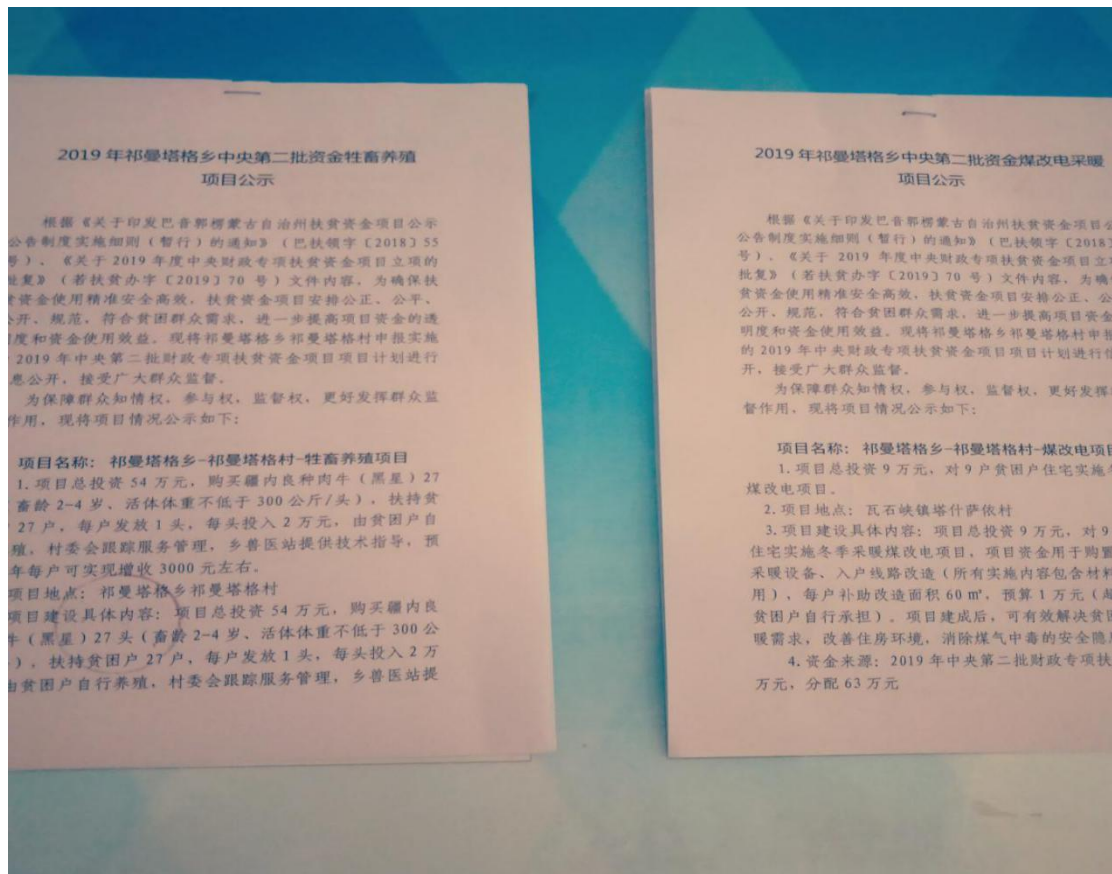 2019 年祁曼塔格乡中央第二批资金牲畜养殖
项目公示
根据《关于印发巴音郭楞蒙古自治州扶贫资金项目公示
公告制度实施细则（暂行）的通知》（巴扶领字〔2018〕55
号）、《关于 2019 年度中央财政专项扶贫资金项目立项的
批复》（若扶贫办字〔2019〕70 号）文件内容，为确保扶
贫资金使用精准安全高效，扶贫资金项目安排公正、公平、
公开、规范，符合贫困群众需求，进一步提高项目资金的透
明度和资金使用效益。现将祁曼塔格乡祁曼塔格村申报实施
2019 年中央第二批财政专项扶贫资金项目项目计划进行
息公开，接受广大群众监督。
为保障群众知情权，参与权，监督权，更好发挥群众监
作用，现将项目情况公示如下：
项目名称：祁曼塔格乡-祁曼塔格村-牲畜养殖项目
1.项目总投资 54 万元，购买疆内良种肉牛（黑星）27
畜龄 2-4 岁、活体体重不低于 300 公斤/头），扶持贫
27 户，每户发放 1 头，每头投入 2 万元，由贫困户自
殖，村委会跟踪服务管理，乡兽医站提供技术指导，预
年每户可实现增收 3000 元左右。
项目地点：祁曼塔格乡祁曼塔格村
项目建设具体内容：项目总投资 54 万元，购买疆内良
牛（黑星）27 头（畜龄 2-4 岁、活体体重不低于 300 公
），扶持贫困户 27 户，每户发放 1 头，每头投入 2 万
由贫困户自行养殖，村委会跟踪服务管理，乡兽医站提
2019 年祁曼塔格乡中央第二批资金煤改电采暖
项目公示
根据《关于印发巴音郭楞蒙古自治州扶贫资金项目公
公告制度实施细则（暂行）的通知》（巴扶领字〔2018〕
号）、《关于 2019 年度中央财政专项扶贫资金项目立项的
批复》（若扶贫办字〔2019〕70 号）文件内容，为确
贫资金使用精准安全高效，扶贫资金项目安排公正、公
公开、规范，符合贫困群众需求，进一步提高项目资金
明度和资金使用效益。现将祁曼塔格乡祁曼塔格村申报
的 2019 年中央第二批财政专项扶贫资金项目项目计划进行信
开，接受广大群众监督。
为保障群众知情权，参与权，监督权，更好发挥
督作用，现将项目情况公示如下：
项目名称：祁曼塔格乡-祁曼塔格村-煤改电项目
1.项目总投资 9 万元，对 9 户贫困户住宅实施冬
煤改电项目。
2.项目地点：瓦石峡镇塔什萨依村
3.项目建设具体内容：项目总投资 9 万元，对 9
住宅实施冬季采暖煤改电项目，项目资金用于购置
采暖设备、入户线路改造（所有实施内容包含材料
用），每户补助改造面积 60 ㎡，预算 1 万元（超
贫困户自行承担）。项目建成后，可有效解决贫困
暖需求，改善住房环境，消除煤气中毒的安全隐
4.资金来源：2019 年中央第二批财政专项扶
万元，分配 63 万元